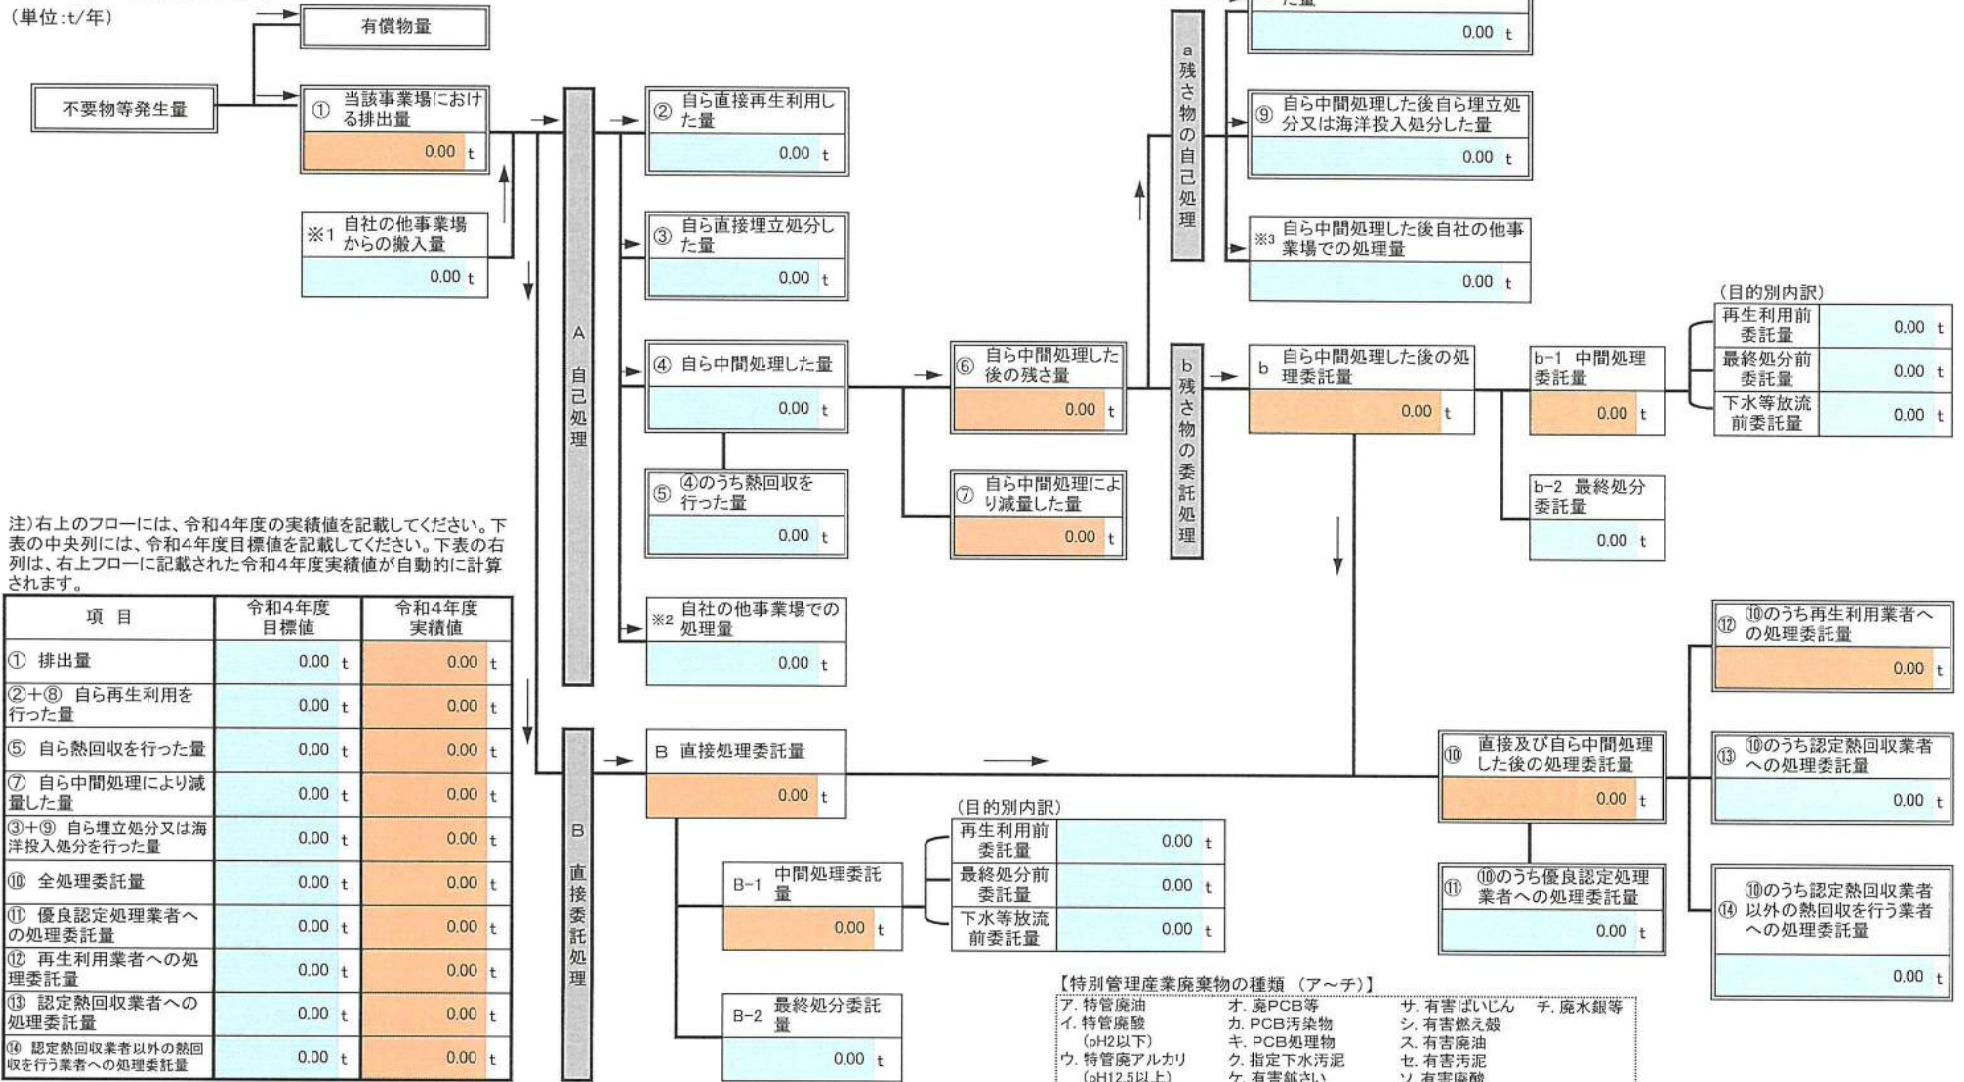 (単位:t/年)
有償物量
不要物等発生量
① 当該事業場におけ
る排出量
0.00 t
※1 自社の他事業場
からの搬入量
0.00 t
A 自己処理
② 自ら直接再生利用し
た量
0.00 t
③ 自ら直接埋立処分し
た量
0.00 t
④ 自ら中間処理した量
0.00 t
⑤ ④のうち熱回収を
行った量
0.00 t
※2 自社の他事業場での
処理量
0.00 t
⑥ 自ら中間処理した
後の残さ量
0.00 t
⑦ 自ら中間処理によ
り減量した量
0.00 t
a 残さ物の自己処理
た量
0.00 t
⑨ 自ら中間処理した後自ら埋立処
分又は海洋投入処分した量
0.00 t
※3 自ら中間処理した後自社の他事
業場での処理量
0.00 t
b 残さ物の委託処理
b 自ら中間処理した後の処
理委託量
0.00 t
b-1 中間処理
委託量
0.00 t
b-2 最終処分
委託量
0.00 t
(目的別内訳)
再生利用前
委託量 0.00 t
最終処分前
委託量 0.00 t
下水等放流
前委託量 0.00 t
注)右上のフローには、令和4年度の実績値を記載してください。下
表の中央列には、令和4年度目標値を記載してください。下表の右
列は、右上フローに記載された令和4年度実績値が自動的に計算
されます。
項 目 令和4年度 目標値 令和4年度 実績値
① 排出量 0.00 t 0.00 t
②+⑧ 自ら再生利用を
行った量 0.00 t 0.00 t
⑤ 自ら熱回収を行った量 0.00 t 0.00 t
⑦ 自ら中間処理により減
量した量 0.00 t 0.00 t
③+⑨ 自ら埋立処分又は海
洋投入処分を行った量 0.00 t 0.00 t
⑩ 全処理委託量 0.00 t 0.00 t
⑪ 優良認定処理業者へ
の処理委託量 0.00 t 0.00 t
⑫ 再生利用業者への処
理委託量 0.00 t 0.00 t
⑬ 認定熱回収業者への
処理委託量 0.00 t 0.00 t
⑭ 認定熱回収業者以外の熱回
収を行う業者への処理委託量 0.00 t 0.00 t
B 直接委託処理
B 直接処理委託量
0.00 t
B-1 中間処理委託
量
0.00 t
B-2 最終処分委託
量
0.00 t
(目的別内訳)
再生利用前
委託量 0.00 t
最終処分前
委託量 0.00 t
下水等放流
前委託量 0.00 t
⑩ 直接及び自ら中間処理
した後の処理委託量
0.00 t
⑪ ⑩のうち優良認定処理
業者への処理委託量
0.00 t
⑫ ⑩のうち再生利用業者へ
の処理委託量
0.00 t
⑬ ⑩のうち認定熱回収業者
への処理委託量
0.00 t
⑭ ⑩のうち認定熱回収業者
以外の熱回収を行う業者
への処理委託量
0.00 t
【特別管理産業廃棄物の種類 (ア～チ)】
ア. 特管廃油 オ. 廃PCB等 サ. 有害ばいじん チ. 廃水銀等
イ. 特管廃酸 カ. PCB汚染物 シ. 有害燃え殻
(pH2以下) キ. PCB処理物 ス. 有害廃油
ウ. 特管廃アルカリ ク. 指定下水汚泥 セ. 有害汚泥
(pH12.5以上) ケ. 有害鉱さい ソ. 有害廃酸